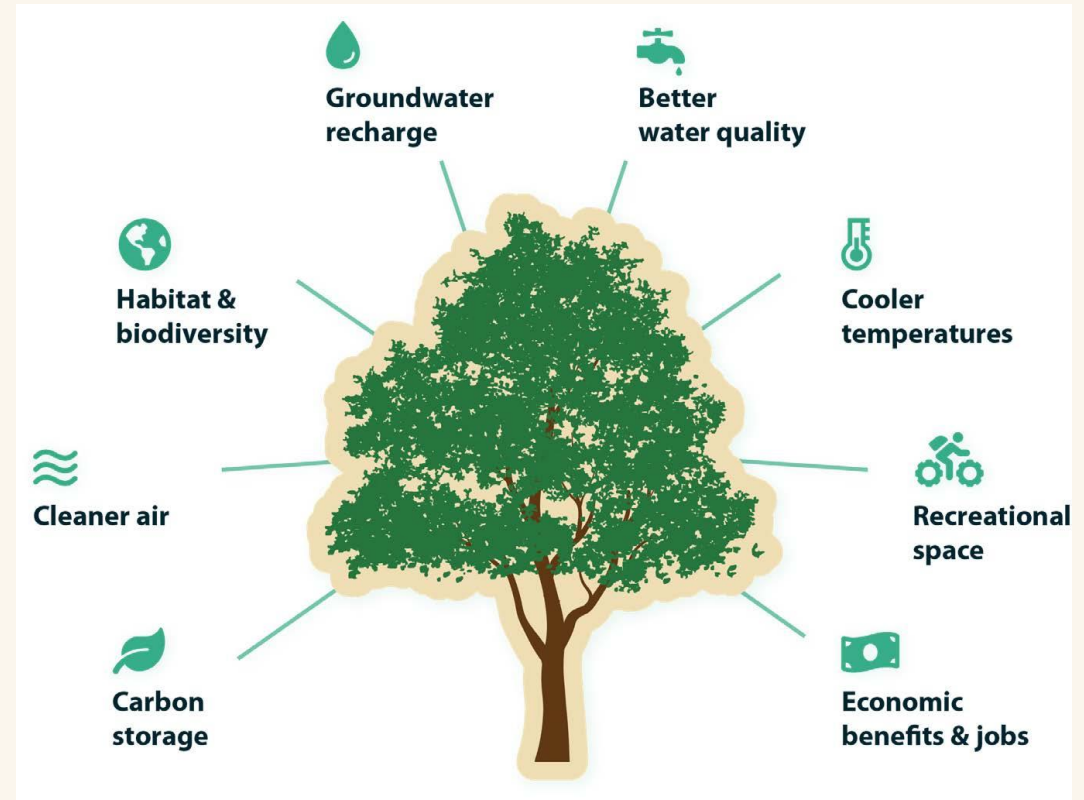 Groundwater
recharge
Better
water quality
Habitat &
biodiversity
Cooler
temperatures
Cleaner air
Recreational
space
Carbon
storage
Economic
benefits & jobs